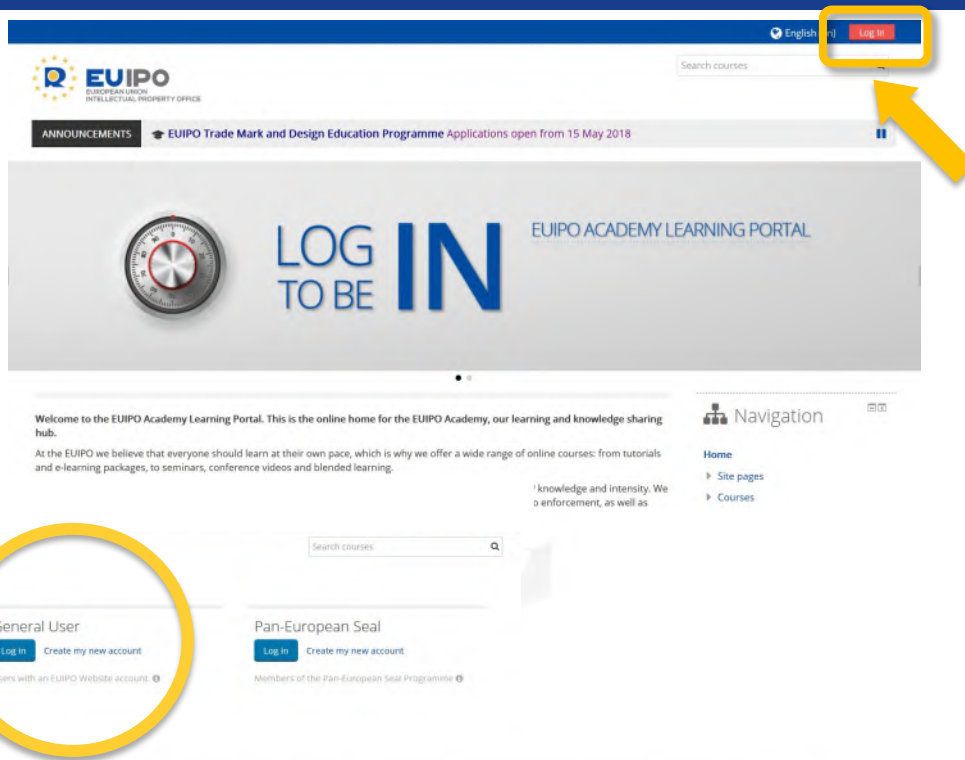 English (en) Log In
EUIPO
EUROPEAN UNION
INTELLECTUAL PROPERTY OFFICE
Search courses
ANNOUNCEMENTS EUIPO Trade Mark and Design Education Programme Applications open from 15 May 2018
LOG IN
TO BE
EUIPO ACADEMY LEARNING PORTAL
Welcome to the EUIPO Academy Learning Portal. This is the online home for the EUIPO Academy, our learning and knowledge sharing
hub.
At the EUIPO we believe that everyone should learn at their own pace, which is why we offer a wide range of online courses: from tutorials
and e-learning packages, to seminars, conference videos and blended learning.
knowledge and intensity. We
o enforcement, as well as
Navigation
Home
Site pages
Courses
Search courses
General User
Log In Create my new account
with an EUIPO Website account.
Pan-European Seal
Log In Create my new account
Members of the Pan-European Seal Programme